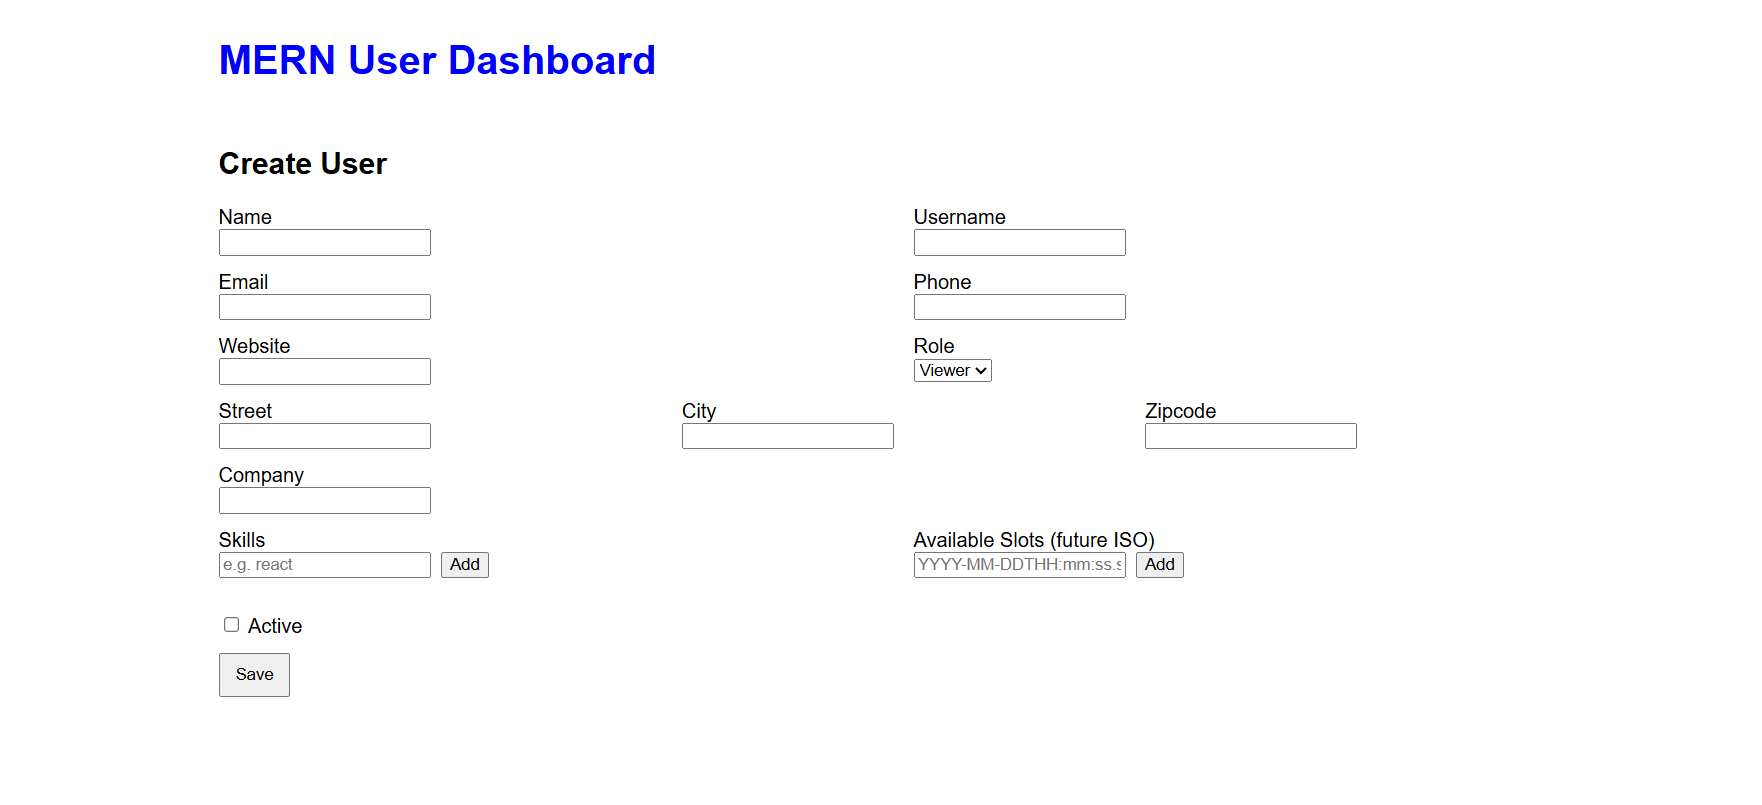 MERN User Dashboard
Create User
Name Username
Email Phone
Website Role
Viewer
Street City Zipcode
Company
Skills Available Slots (future ISO)
e.g. react Add YYYY-MM-DDTHH:mm:ss.s Add
Active
Save